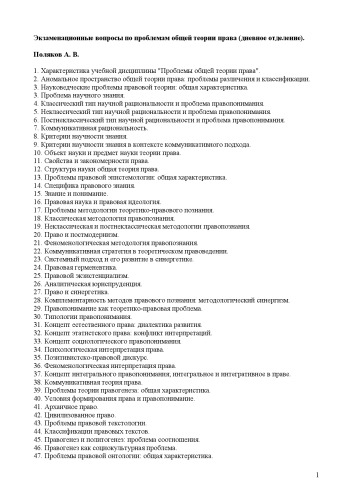 Экзаменационные вопросы по проблемам общей теории права (дневное отделение).
Поляков А. В.
1. Характеристика учебной дисциплины "Проблемы общей теории права".
2. Аномальное пространство общей теории права: проблемы различения и классификации.
3. Науковедческие проблемы правовой теории: общая характеристика.
3. Проблема научного знания.
4. Классический тип научной рациональности и проблема правопонимания.
5. Неклассический тип научной рациональности и проблема правопонимания.
6. Постнеклассический тип научной рациональности и проблема правопонимания.
7. Коммуникативная рациональность.
8. Критерии научности знания.
9. Критерии научности знания в контексте коммуникативного подхода.
10. Объект науки и предмет науки теории права.
11. Свойства и закономерности права.
12. Структура науки общая теория права.
13. Проблемы правовой эпистемологии: общая характеристика.
14. Специфика правового знания.
15. Знание и понимание.
16. Правовая наука и правовая идеология.
17. Проблемы методологии теоретико-правового познания.
18. Классическая методология правопознания.
19. Неклассическая и постнеклассическая методологии правопознания.
20. Право и постмодернизм.
21. Феноменологическая методология правопознания.
22. Коммуникативная стратегия в теоретическом правоведении.
23. Системный подход и его развитие в синергетике.
24. Правовая герменевтика.
25. Правовой экзистенциализм.
26. Аналитическая юриспруденция.
27. Право и синергетика.
28. Комплементарность методов правового познания: методологический синергизм.
29. Правопонимание как теоретико-правовая проблема.
30. Типологии правопонимания.
31. Концепт естественного права: диалектика развития.
32. Концепт этатистского права: конфликт интерпретаций.
33. Концепт социологического правопонимания.
34. Психологическая интерпретация права.
35. Позитивистско-правовой дискурс.
36. Феноменологическая интерпретация права.
37. Концепт интегрального правопонимания; интегральное и интегративное в праве.
38. Коммуникативная теория права.
39. Проблемы теории правогенеза: общая характеристика.
40. Условия формирования права и правопонимание.
41. Архаичное право.
42. Цивилизованное право.
43. Проблемы правовой текстологии.
44. Классификации правовых текстов.
45. Правогенез и политогенез: проблема соотношения.
46. Правогенез как социокультурная проблема.
47. Проблемы правовой онтологии: общая характеристика.
1